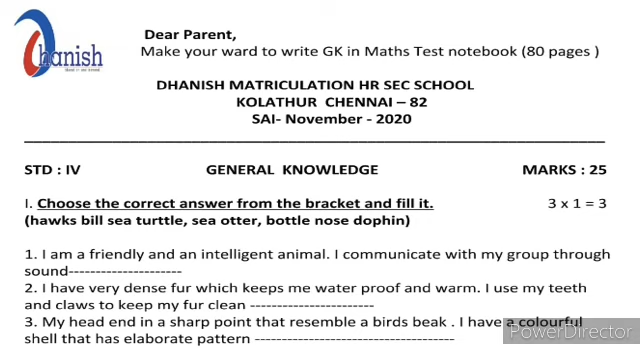 Dhanish
Dear Parent,
Make your ward to write GK in Maths Test notebook (80 pages )
DHANISH MATRICULATION HR SEC SCHOOL
KOLATHUR CHENNAI – 82
SAI- November - 2020
STD : IV GENERAL KNOWLEDGE MARKS : 25
I. Choose the correct answer from the bracket and fill it. 3 x 1 = 3
(hawks bill sea turttle, sea otter, bottle nose dophin)
1. I am a friendly and an intelligent animal. I communicate with my group through
sound---------------------
2. I have very dense fur which keeps me water proof and warm. I use my teeth
and claws to keep my fur clean -----------------------
3. My head end in a sharp point that resemble a birds beak . I have a colourful
shell that has elaborate pattern -------------------------------------
PowerDirector